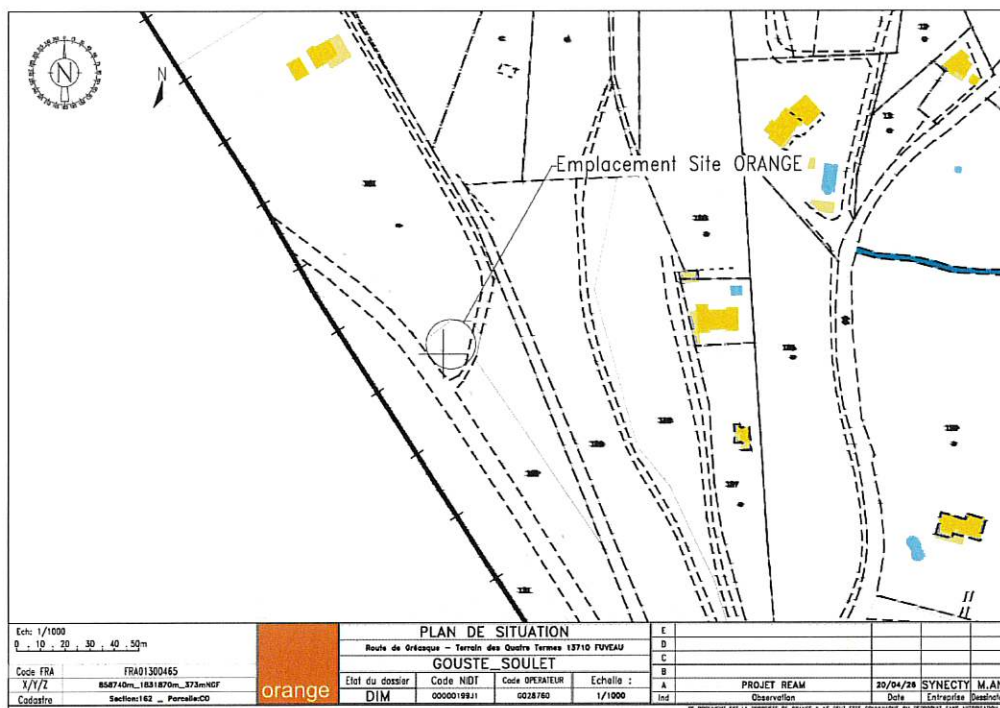 N
N
Emplacement Site ORANGE
Ech: 1/1000
0 . 10 . 20 . 30 . 40 . 50m
Code FRA FRA01300465
X/Y/Z 858740m_1831870m_373mNGF
Cadastre Section:162 _ Parcelle:CO
orange
PLAN DE SITUATION
Route de Gréasque - Terrain des Quatre Termes 13710 FUVEAU
GOUSTE_SOULET
Etat du dossier Code NIDT Code OPERATEUR Echelle :
DIM 00000199J1 G028760 1/1000
E
D
C
B
A PROJET REAM 20/04/26 SYNECTY M.AN
Ind Observation Date Entreprise Dessinate